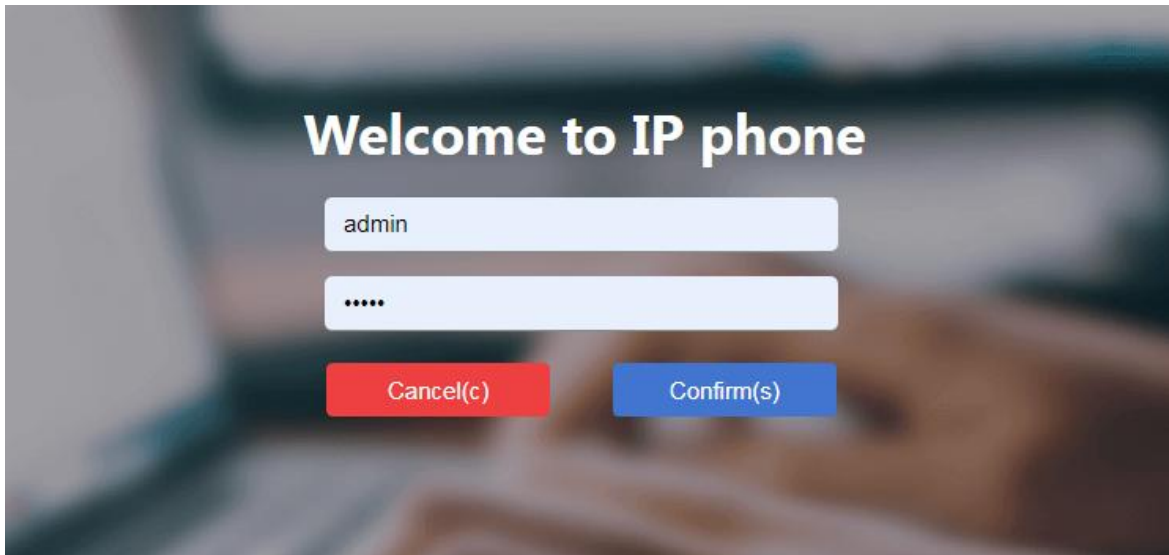 Welcome to IP phone
admin
•••••
Cancel(c)
Confirm(s)